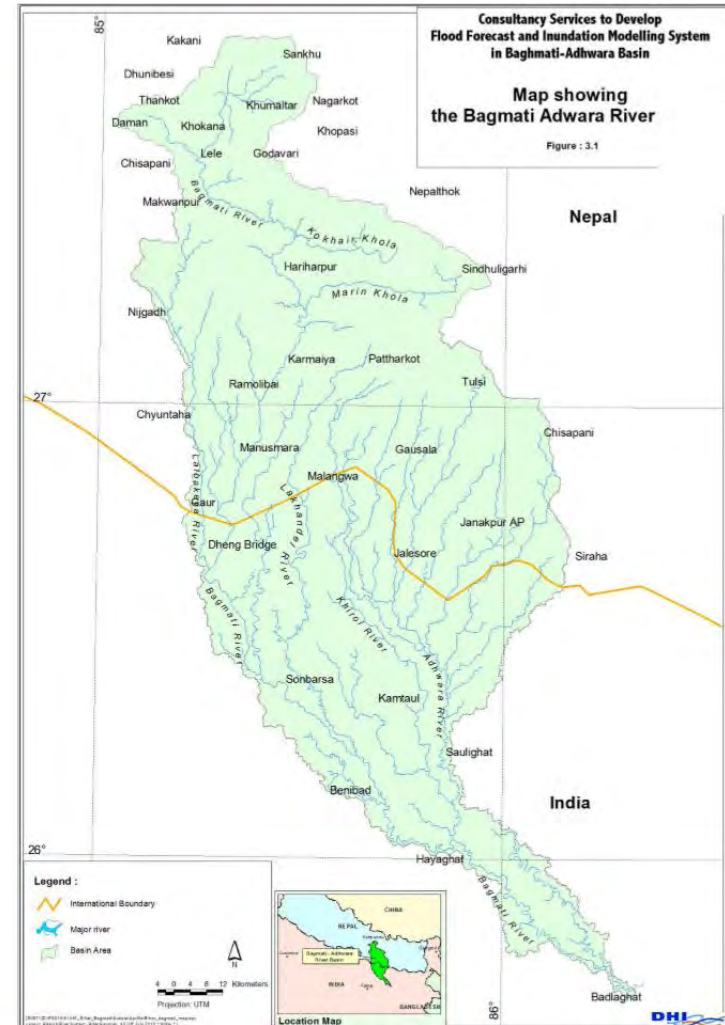 Consultancy Services to Develop
Flood Forecast and Inundation Modelling System
in Baghmati-Adhwara Basin
Map showing
the Bagmati Adwara River
Figure : 3.1
85°
Kakani
Sankhu
Dhunibesi
Thankot
Khumaltar
Nagarkot
Daman
Khokana
Khopasi
Chisapani
Lele
Godavari
Nepalthok
Makwanpur
Bagmati River
Nepal
Kokhair Khola
Hariharpur
Sindhuligarhi
Marin Khola
Nijgadh
Karmaiya
Pattharkot
Ramolibai
Tulsi
27°
Chyuntaha
Chisapani
Manusmara
Gausala
Malangwa
Lalbakaya River
Lakhandei River
Gaur
Janakpur AP
Dheng Bridge
Jalesore
Siraha
Bagmati River
Khiroi River
Adhwara River
Sonbarsa
Kamtaul
Saulighat
Benibad
India
26°
Hayaghat
Bagmati River
Badlaghat
86°
Legend :
International Boundary
Major river
Basin Area
N
4 0 4 8 12 Kilometers
Projection: UTM
CHINA
NEPAL
Bagmati - Adhwara
River Basin
INDIA
BANGLADESH
Location Map
DHI